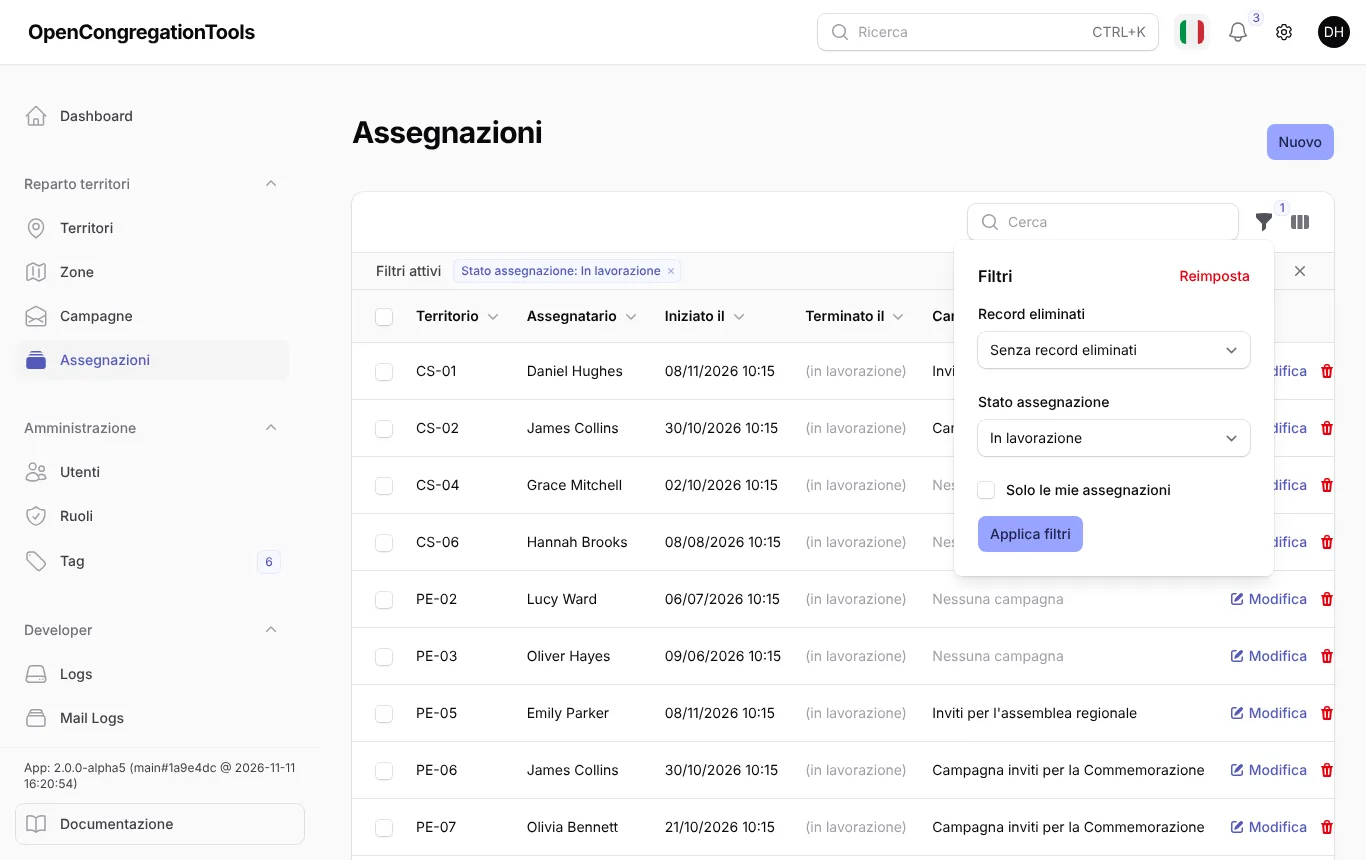 OpenCongregationTools
Ricerca
CTRL+K
3
DH
Dashboard
Reparto territori
Territori
Zone
Campagne
Assegnazioni
Amministrazione
Utenti
Ruoli
Tag
6
Developer
Logs
Mail Logs
App: 2.0.0-alpha5 (main#1a9e4dc @ 2026-11-11
16:20:54)
Documentazione
Assegnazioni
Nuovo
Cerca
1
Filtri attivi
Stato assegnazione: In lavorazione ×
Filtri
Reimposta
Record eliminati
Senza record eliminati
Stato assegnazione
In lavorazione
Solo le mie assegnazioni
Applica filtri
Territorio Assegnatario Iniziato il Terminato il
CS-01 Daniel Hughes 08/11/2026 10:15 (in lavorazione)
CS-02 James Collins 30/10/2026 10:15 (in lavorazione)
CS-04 Grace Mitchell 02/10/2026 10:15 (in lavorazione)
CS-06 Hannah Brooks 08/08/2026 10:15 (in lavorazione)
PE-02 Lucy Ward 06/07/2026 10:15 (in lavorazione) Nessuna campagna Modifica
PE-03 Oliver Hayes 09/06/2026 10:15 (in lavorazione) Nessuna campagna Modifica
PE-05 Emily Parker 08/11/2026 10:15 (in lavorazione) Inviti per l'assemblea regionale Modifica
PE-06 James Collins 30/10/2026 10:15 (in lavorazione) Campagna inviti per la Commemorazione Modifica
PE-07 Olivia Bennett 21/10/2026 10:15 (in lavorazione) Campagna inviti per la Commemorazione Modifica